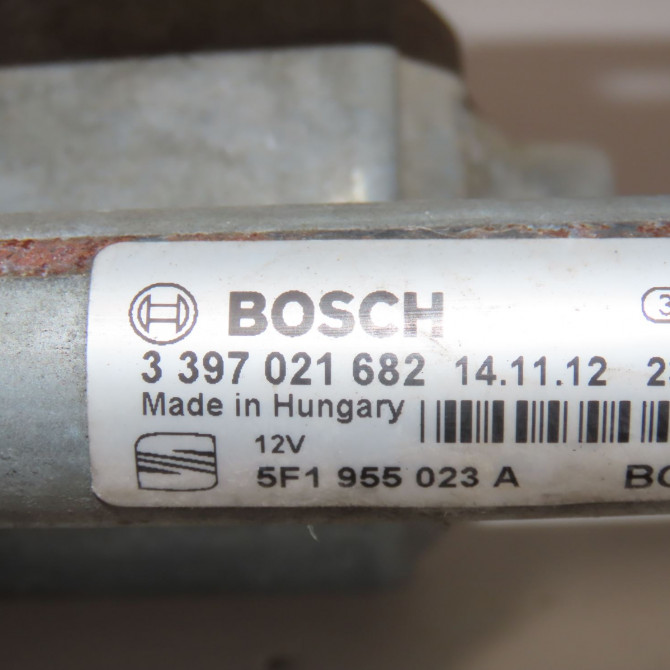 BOSCH
3 397 021 682 14.11.12
Made in Hungary
12V
5F1 955 023 A